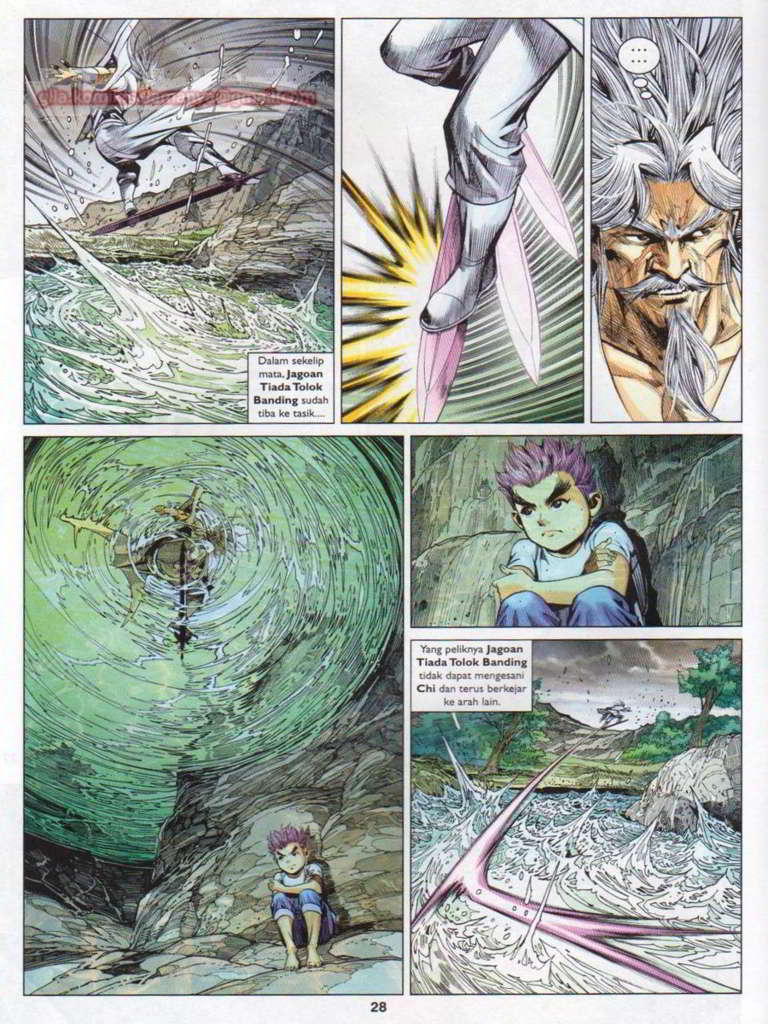 ......
Dalam sekelip
mata, Jagoan
Tiada Tolok
Banding sudah
tiba ke tasik....
Yang peliknya Jagoan
Tiada Tolok Banding
tidak dapat mengesani
Chi dan terus berkejar
ke arah lain.
28